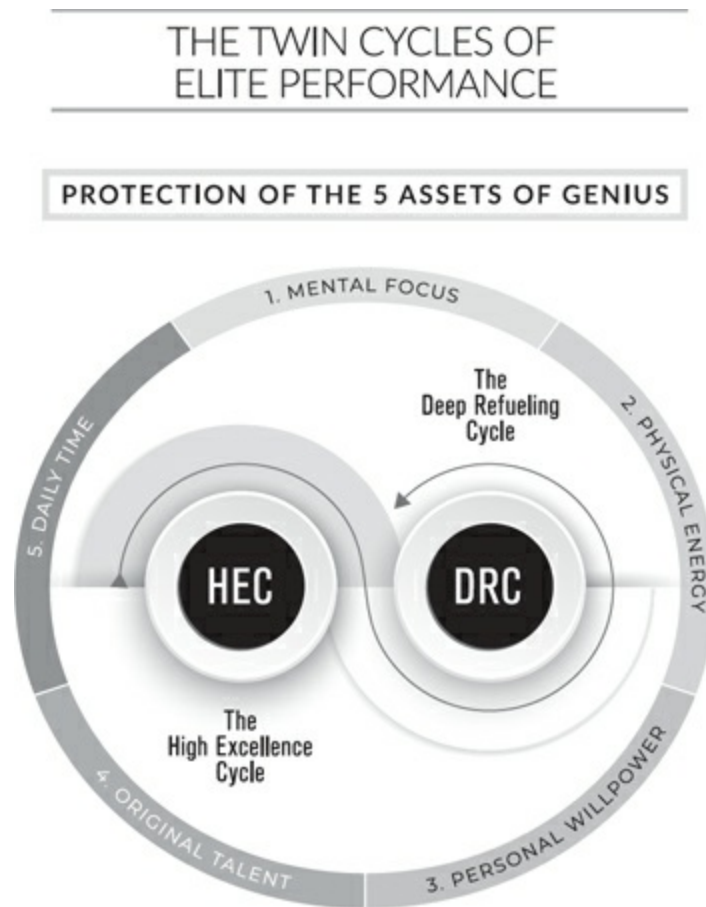 THE TWIN CYCLES OF
ELITE PERFORMANCE
PROTECTION OF THE 5 ASSETS OF GENIUS
1. MENTAL FOCUS
2. PHYSICAL ENERGY
3. PERSONAL WILLPOWER
4. ORIGINAL TALENT
5. DAILY TIME
The
Deep Refueling
Cycle
HEC
DRC
The
High Excellence
Cycle